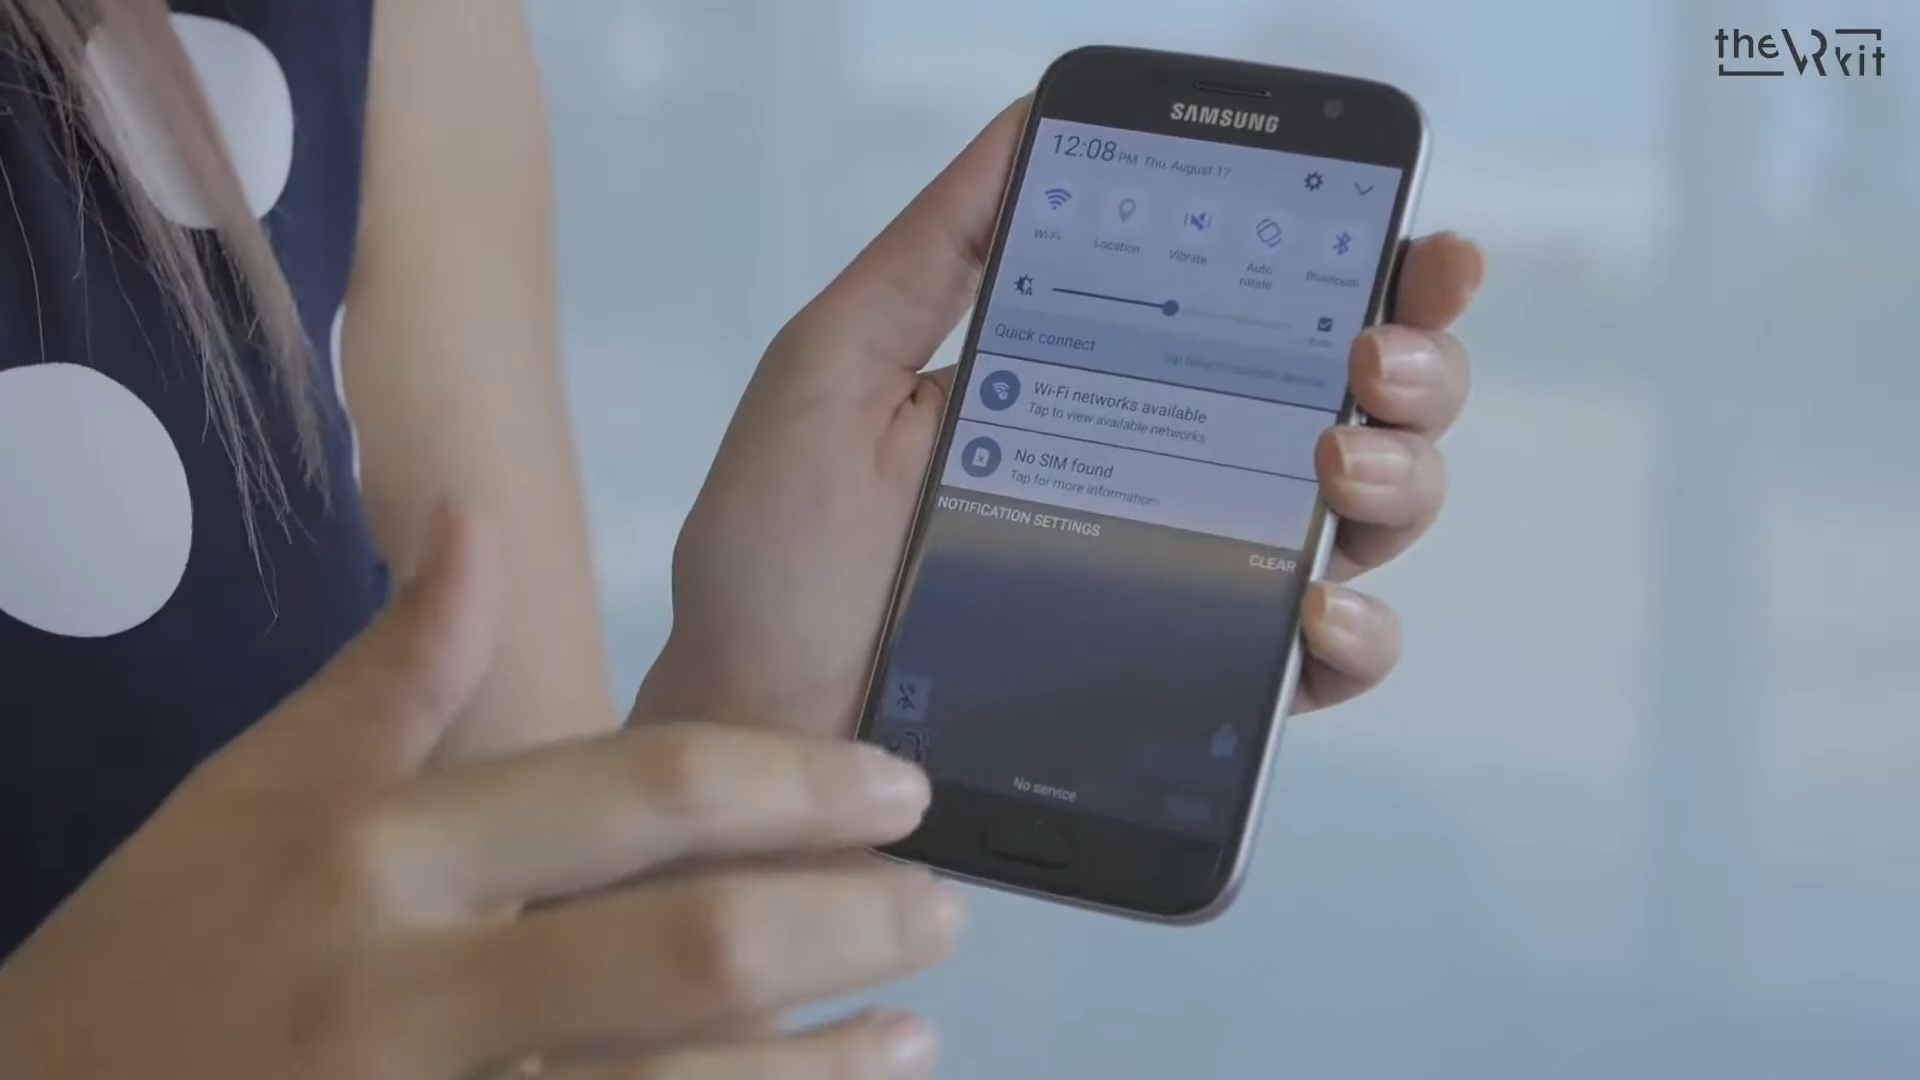 theVRkit
SAMSUNG
12:08 PM Thu, August 17
Wi-Fi
Location
Vibrate
Auto
rotate
Bluetooth
Quick connect
Wi-Fi networks available
Tap to view available networks
No SIM found
Tap for more information
NOTIFICATION SETTINGS
CLEAR
No service